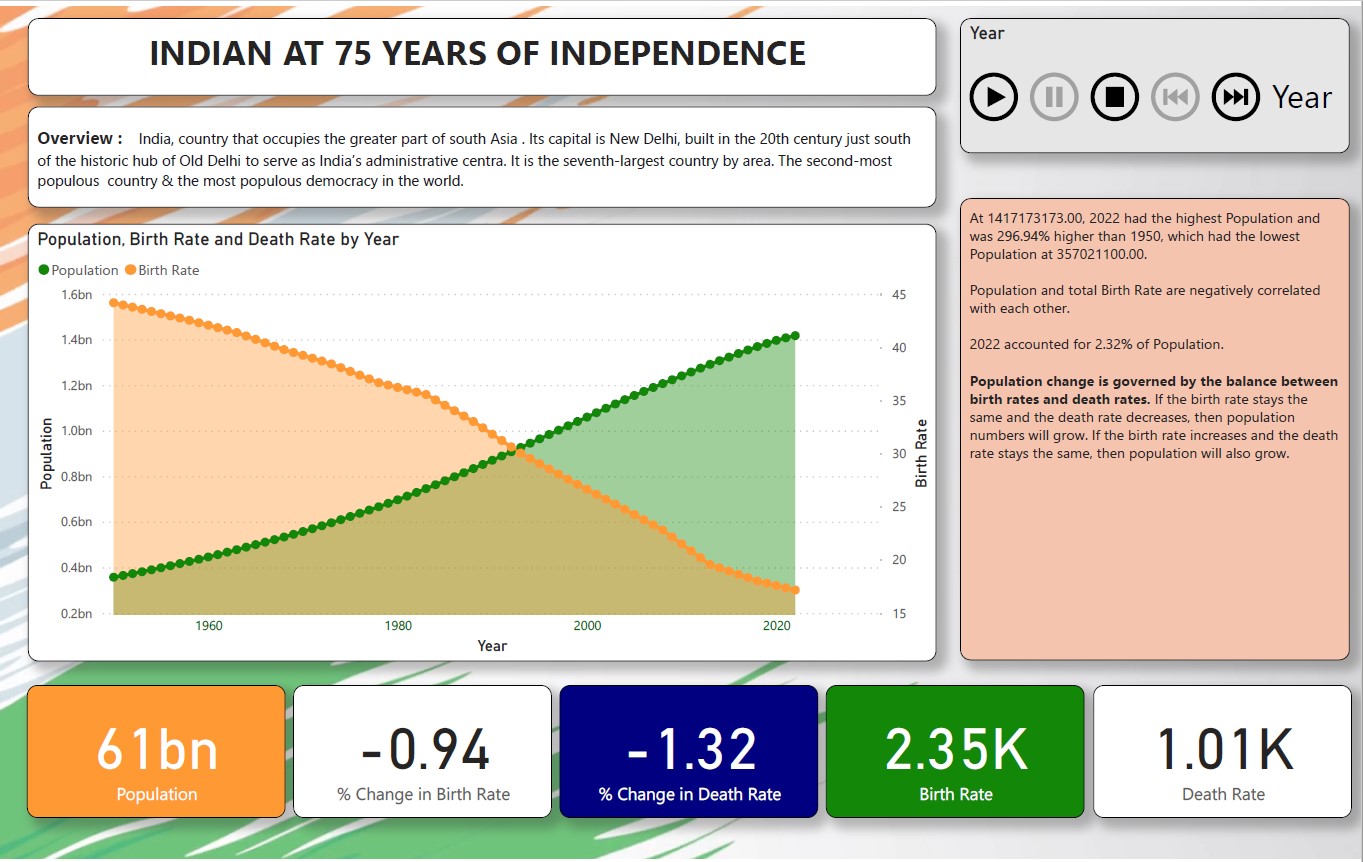 INDIAN AT 75 YEARS OF INDEPENDENCE
Year
Year
Overview : India, country that occupies the greater part of south Asia . Its capital is New Delhi, built in the 20th century just south
of the historic hub of Old Delhi to serve as India's administrative centra. It is the seventh-largest country by area. The second-most
populous country & the most populous democracy in the world.
Population, Birth Rate and Death Rate by Year
Population Birth Rate
1.6bn
1.4bn
1.2bn
1.0bn
0.8bn
0.6bn
0.4bn
0.2bn
Population
45
40
35
30
25
20
15
Birth Rate
1960 1980 2000 2020
Year
At 1417173173.00, 2022 had the highest Population and
was 296.94% higher than 1950, which had the lowest
Population at 357021100.00.
Population and total Birth Rate are negatively correlated
with each other.
2022 accounted for 2.32% of Population.
Population change is governed by the balance between
birth rates and death rates. If the birth rate stays the
same and the death rate decreases, then population
numbers will grow. If the birth rate increases and the death
rate stays the same, then population will also grow.
61bn
Population
-0.94
% Change in Birth Rate
-1.32
% Change in Death Rate
2.35K
Birth Rate
1.01K
Death Rate